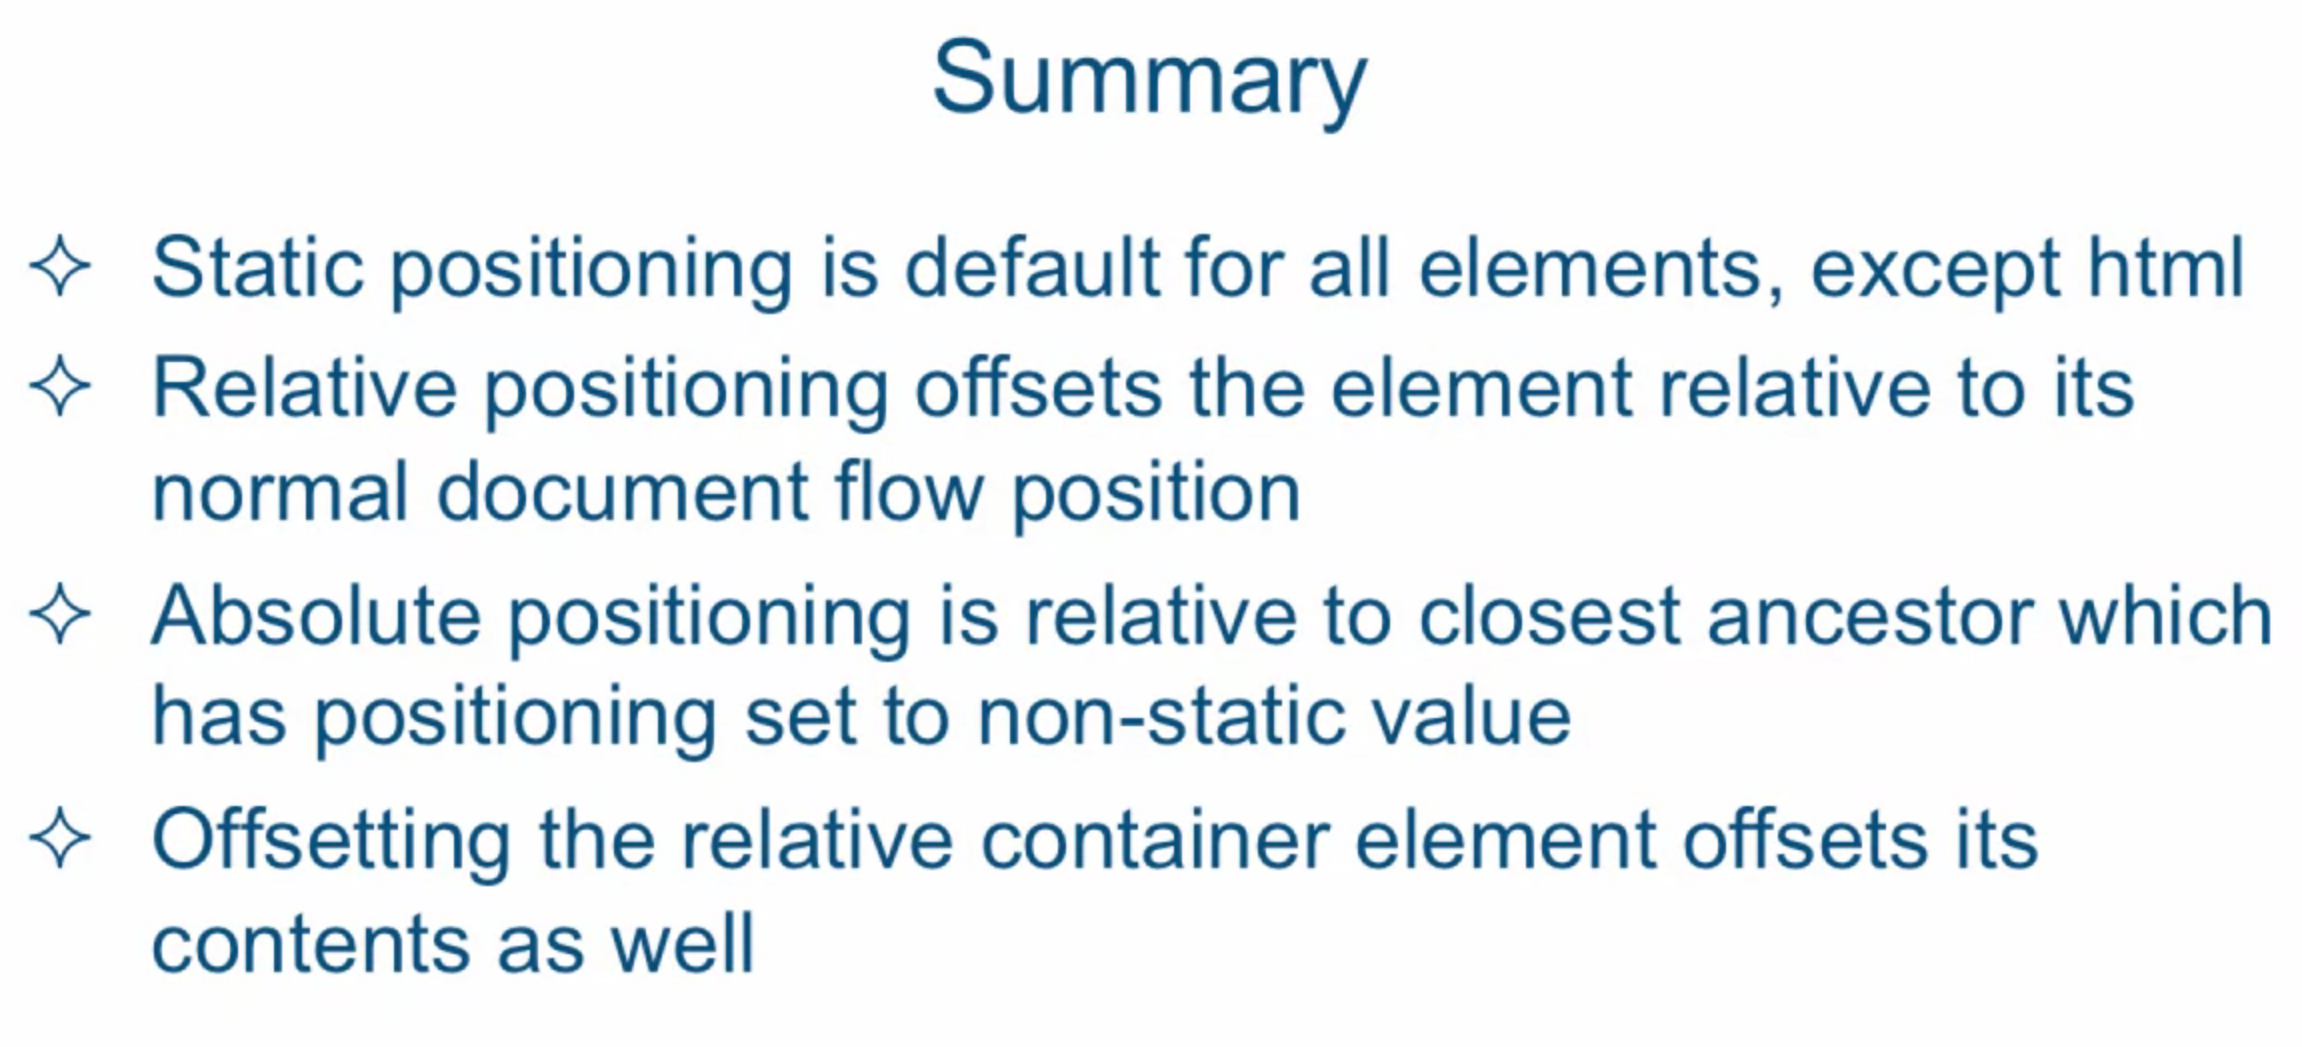 Summary
✧ Static positioning is default for all elements, except html
✧ Relative positioning offsets the element relative to its
normal document flow position
✧ Absolute positioning is relative to closest ancestor which
has positioning set to non-static value
✧ Offsetting the relative container element offsets its
contents as well